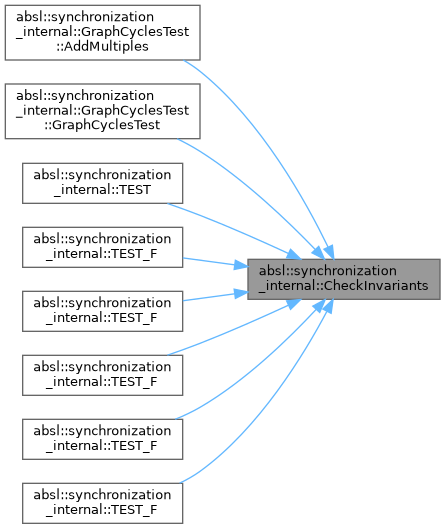 absl::synchronization
_internal::GraphCyclesTest
::AddMultiples
absl::synchronization
_internal::GraphCyclesTest
::GraphCyclesTest
absl::synchronization
_internal::TEST
absl::synchronization
_internal::TEST_F
absl::synchronization
_internal::CheckInvariants
absl::synchronization
_internal::TEST_F
absl::synchronization
_internal::TEST_F
absl::synchronization
_internal::TEST_F
absl::synchronization
_internal::TEST_F